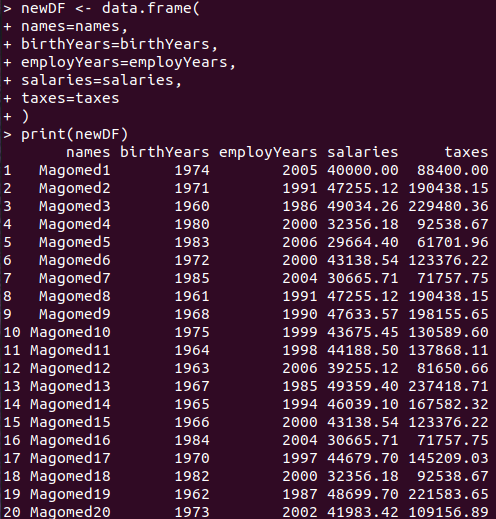 > newDF <- data.frame(
+ names=names,
+ birthYears=birthYears,
+ employYears=employYears,
+ salaries=salaries,
+ taxes=taxes
+ )
> print(newDF)
names birthYears employYears salaries taxes
1 Magomed1 1974 2005 40000.00 88400.00
2 Magomed2 1971 1991 47255.12 190438.15
3 Magomed3 1960 1986 49034.26 229480.36
4 Magomed4 1980 2000 32356.18 92538.67
5 Magomed5 1983 2006 29664.40 61701.96
6 Magomed6 1972 2000 43138.54 123376.22
7 Magomed7 1985 2004 30665.71 71757.75
8 Magomed8 1961 1991 47255.12 190438.15
9 Magomed9 1968 1990 47633.57 198155.65
10 Magomed10 1975 1999 43675.45 130589.60
11 Magomed11 1964 1998 44188.50 137868.11
12 Magomed12 1963 2006 39255.12 81650.66
13 Magomed13 1967 1985 49359.40 237418.71
14 Magomed14 1965 1994 46039.10 167582.32
15 Magomed15 1966 2000 43138.54 123376.22
16 Magomed16 1984 2004 30665.71 71757.75
17 Magomed17 1970 1997 44679.70 145209.03
18 Magomed18 1982 2000 32356.18 92538.67
19 Magomed19 1962 1987 48699.70 221583.65
20 Magomed20 1973 2002 41983.42 109156.89